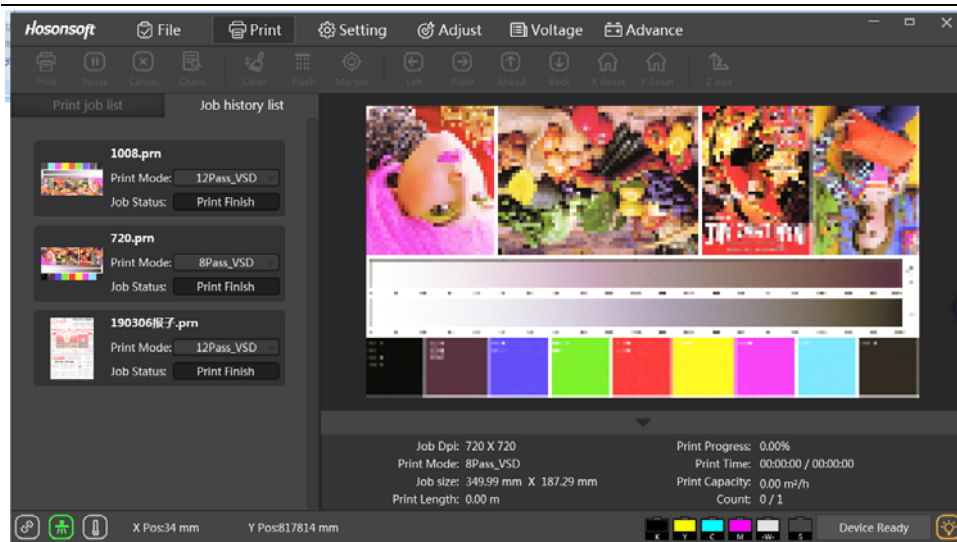 Hosonsoft File Print Setting Adjust Voltage Advance
Print Pause Cancel Check Clean Flash Margin Left Right Ahead Back X Reset Y Reset Z Axis
Print job list Job history list
1008.prn
Print Mode: 12Pass_VSD
Job Status: Print Finish
720.prn
Print Mode: 8Pass_VSD
Job Status: Print Finish
190306报子.prn
Print Mode: 12Pass_VSD
Job Status: Print Finish
Job Dpi: 720 X 720 Print Progress: 0.00%
Print Mode: 8Pass_VSD Print Time: 00:00:00 / 00:00:00
Job size: 349.99 mm X 187.29 mm Print Capacity: 0.00 m²/h
Print Length: 0.00 m Count: 0 / 1
X Pos:34 mm Y Pos:817814 mm K Y C M -W- S Device Ready